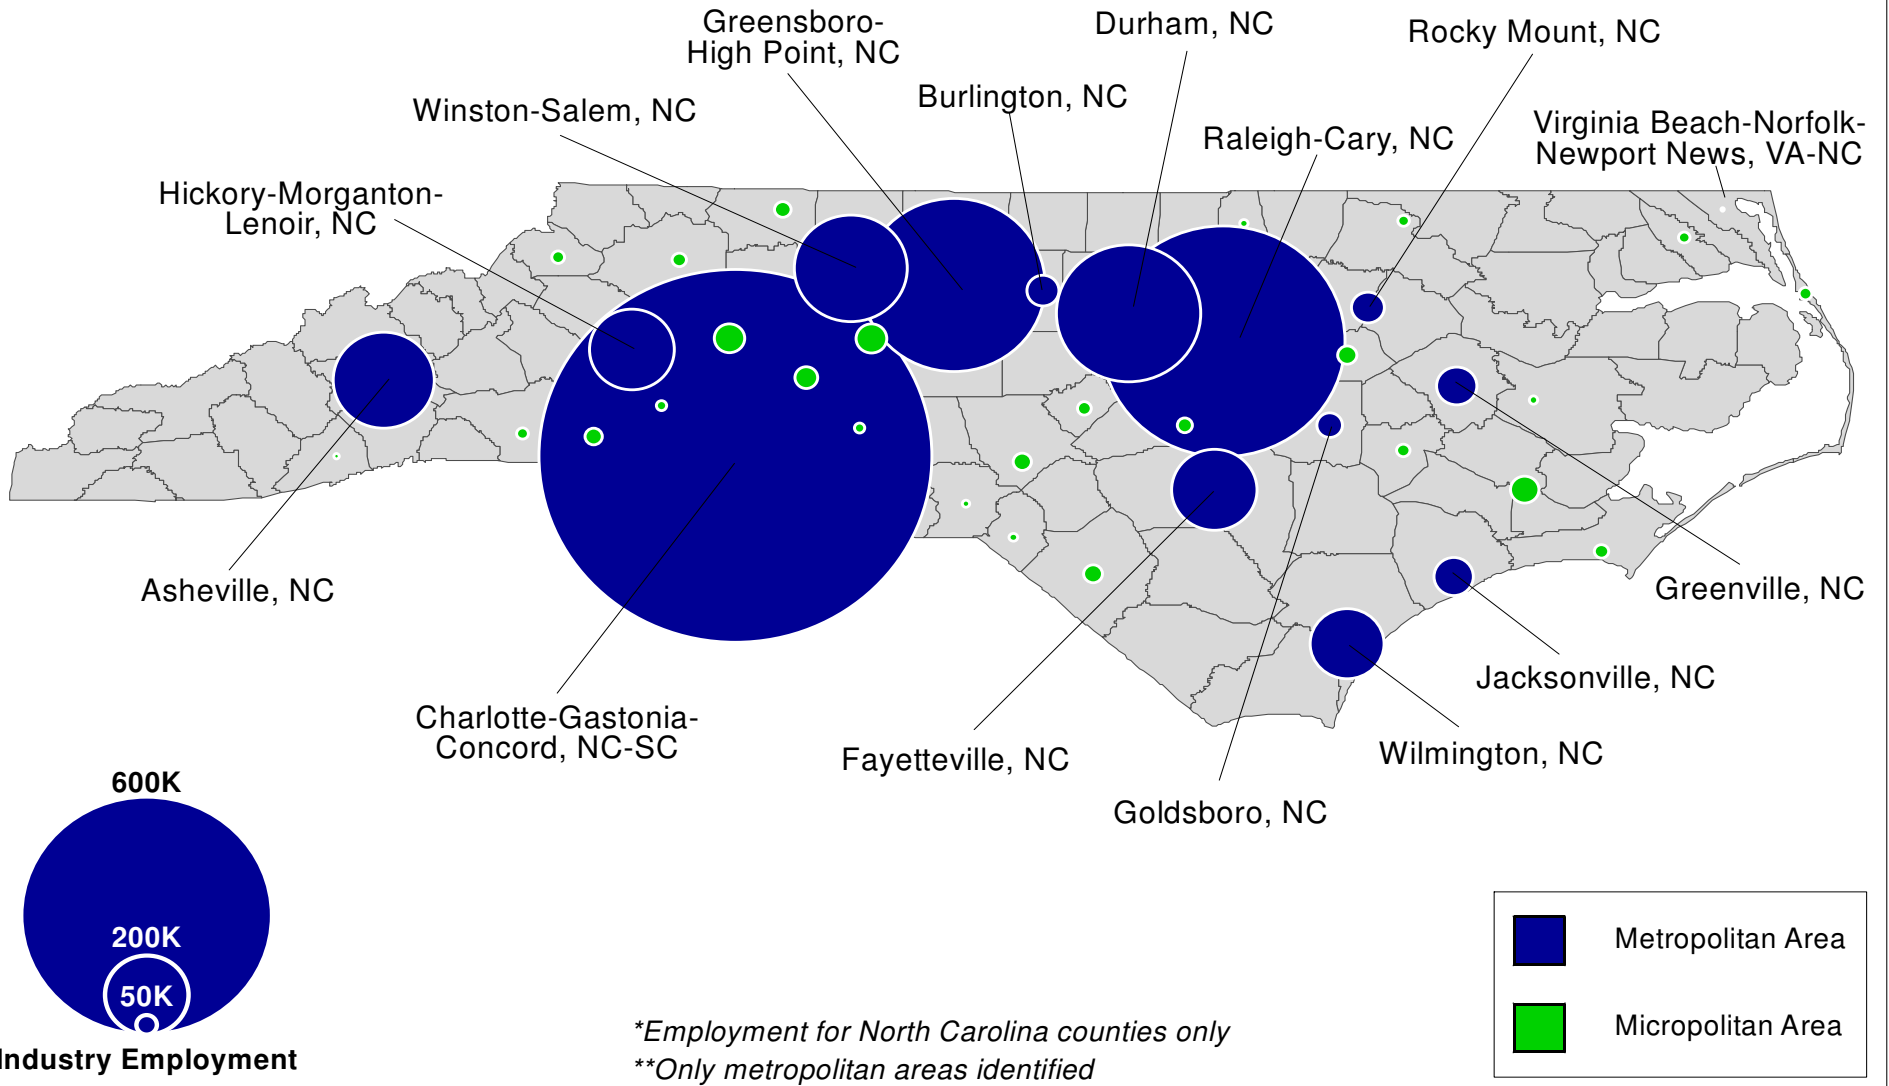 Greensboro-
High Point, NC
Durham, NC
Rocky Mount, NC
Winston-Salem, NC
Burlington, NC
Raleigh-Cary, NC
Virginia Beach-Norfolk-
Newport News, VA-NC
Hickory-Morganton-
Lenoir, NC
Asheville, NC
Greenville, NC
Charlotte-Gastonia-
Concord, NC-SC
Jacksonville, NC
Fayetteville, NC
Wilmington, NC
Goldsboro, NC
600K
200K
50K
Industry Employment
Metropolitan Area
Micropolitan Area
*Employment for North Carolina counties only
**Only metropolitan areas identified